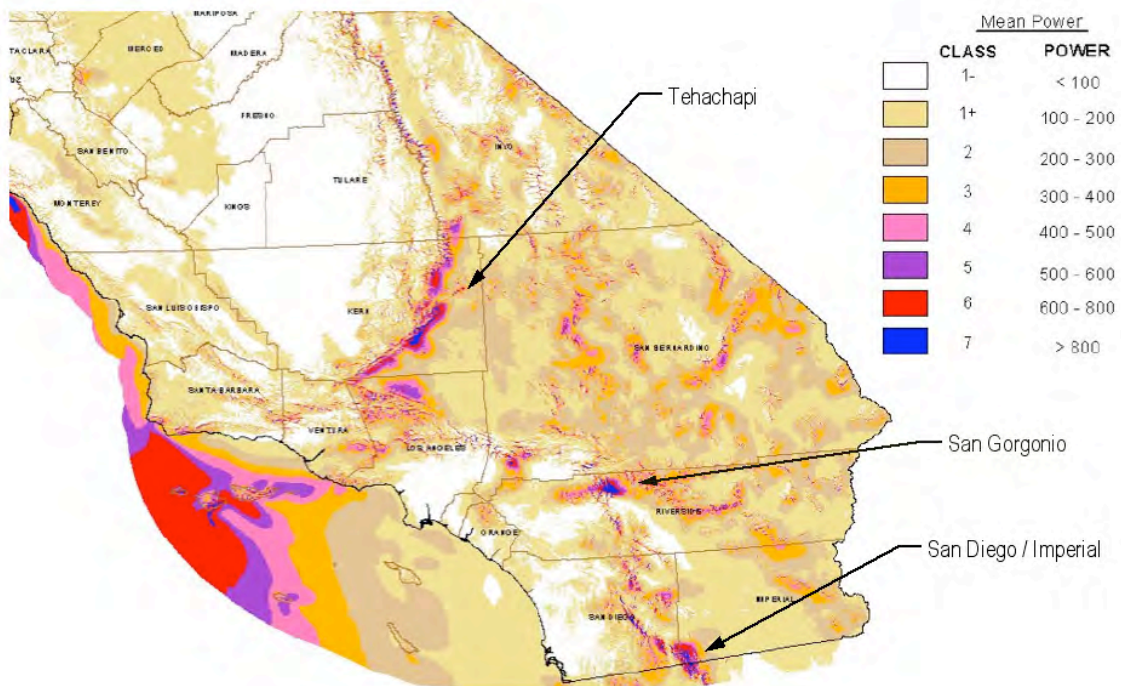 MARIPOSA
TACLARA
MERCED
MADERA
UZ
FRESNO
SAN BENITO
INYO
TULARE
MONTEREY
KINGS
SAN LUIS OBISPO
KERN
SAN BERNARDINO
SANTA BARBARA
VENTURA
LOS ANGELES
RIVERSIDE
ORANGE
SAN DIEGO
IMPERIAL
Tehachapi
San Gorgonio
San Diego / Imperial
Mean Power
CLASS POWER
1- < 100
1+ 100 - 200
2 200 - 300
3 300 - 400
4 400 - 500
5 500 - 600
6 600 - 800
7 > 800